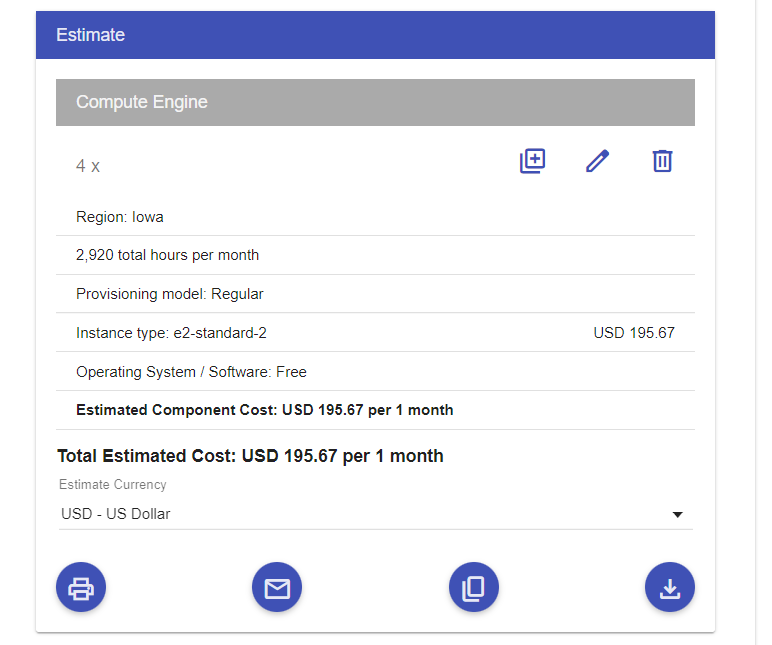 Estimate
Compute Engine
4 x
Region: Iowa
2,920 total hours per month
Provisioning model: Regular
Instance type: e2-standard-2 USD 195.67
Operating System / Software: Free
Estimated Component Cost: USD 195.67 per 1 month
Total Estimated Cost: USD 195.67 per 1 month
Estimate Currency
USD - US Dollar